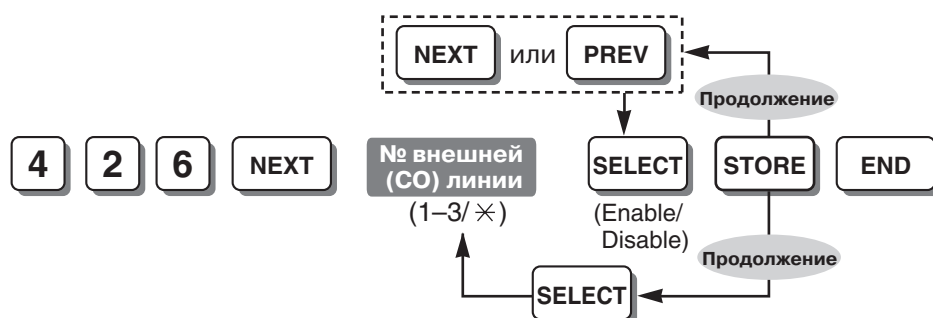 NEXT или PREV
Продолжение
4 2 6 NEXT № внешней (CO) линии SELECT STORE END
(1–3/✳)
(Enable/
Disable)
Продолжение
SELECT